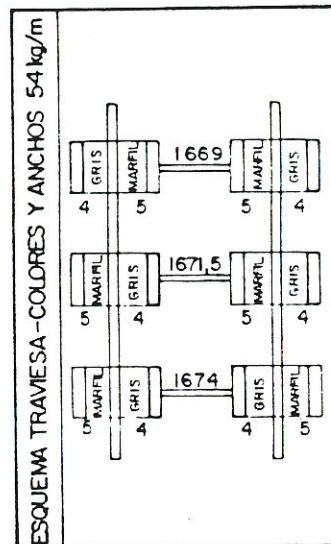 ESQUEMA TRAVIESA-COLORES Y ANCHOS 54 kg/m
4 GRIS MARFIL 5 1669 5 MARFIL GRIS 4
5 MARFIL GRIS 4 1671,5 5 MARFIL GRIS 4
5 MARFIL GRIS 4 1674 4 GRIS MARFIL 5